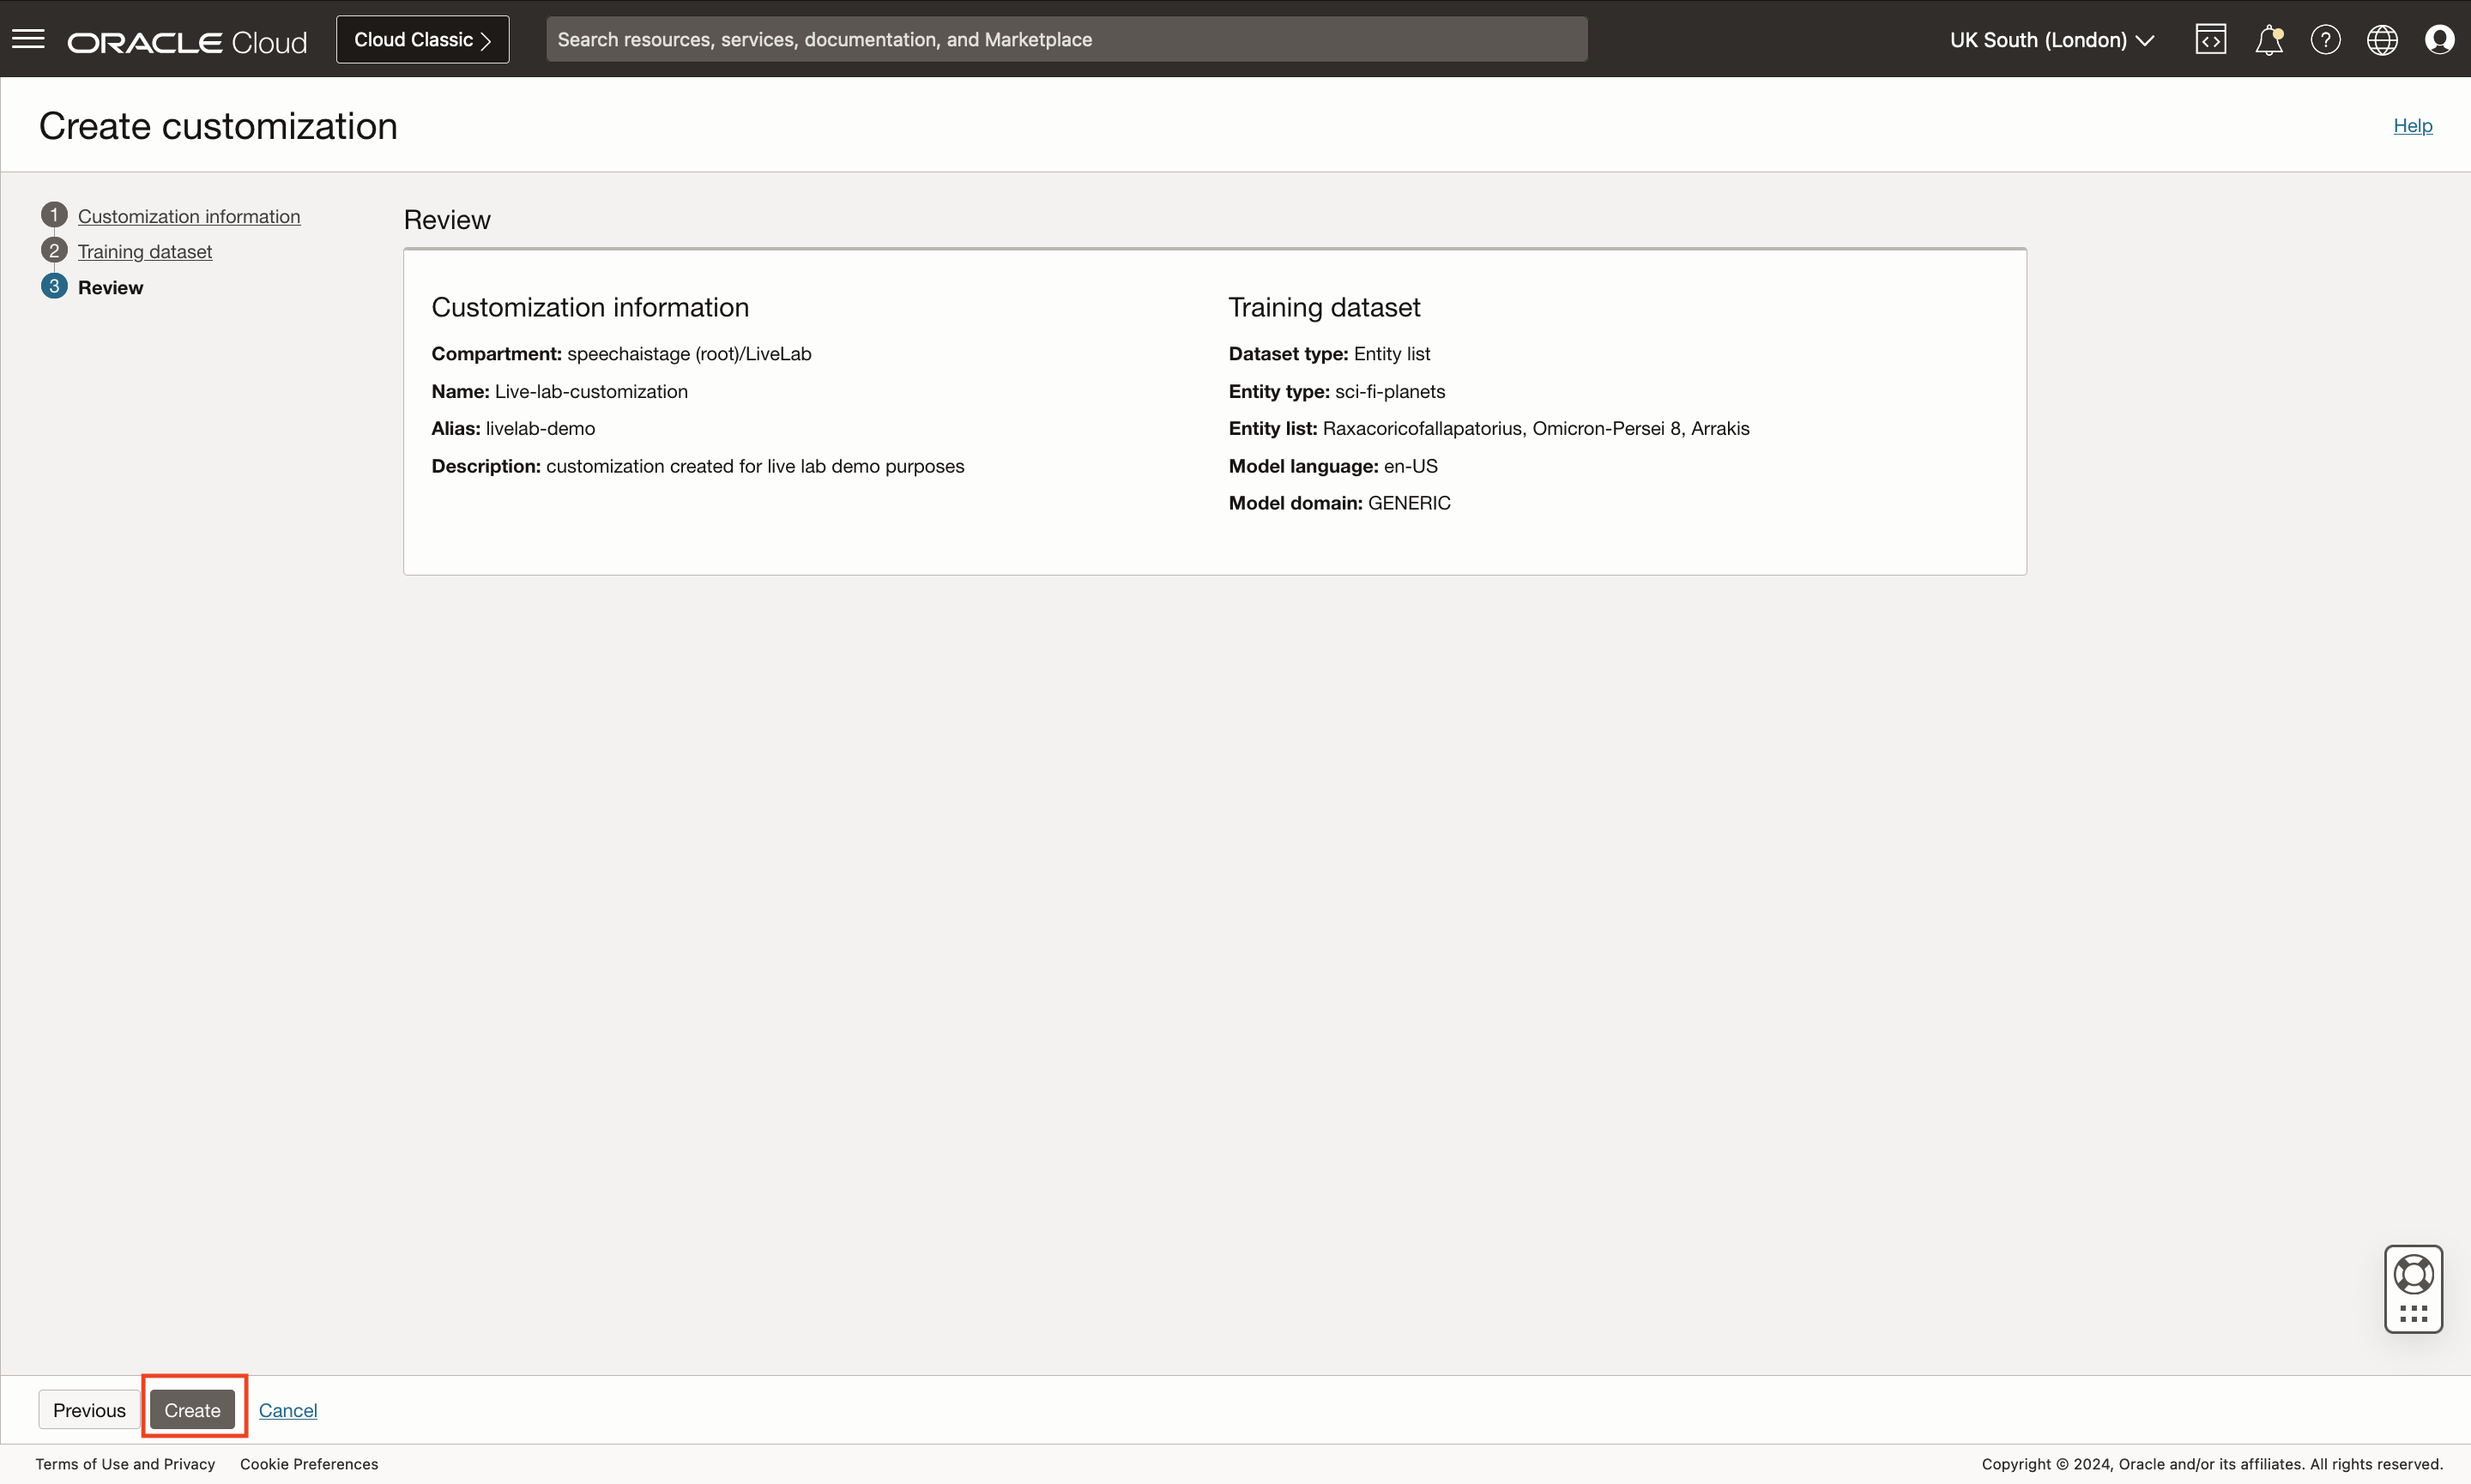 ORACLE Cloud
Cloud Classic
Search resources, services, documentation, and Marketplace
UK South (London)
Create customization
Help
1 Customization information
2 Training dataset
3 Review
Review
Customization information
Compartment: speechaistage (root)/LiveLab
Name: Live-lab-customization
Alias: livelab-demo
Description: customization created for live lab demo purposes
Training dataset
Dataset type: Entity list
Entity type: sci-fi-planets
Entity list: Raxacoricofallapatorius, Omicron-Persei 8, Arrakis
Model language: en-US
Model domain: GENERIC
Previous
Create
Cancel
Terms of Use and Privacy
Cookie Preferences
Copyright © 2024, Oracle and/or its affiliates. All rights reserved.